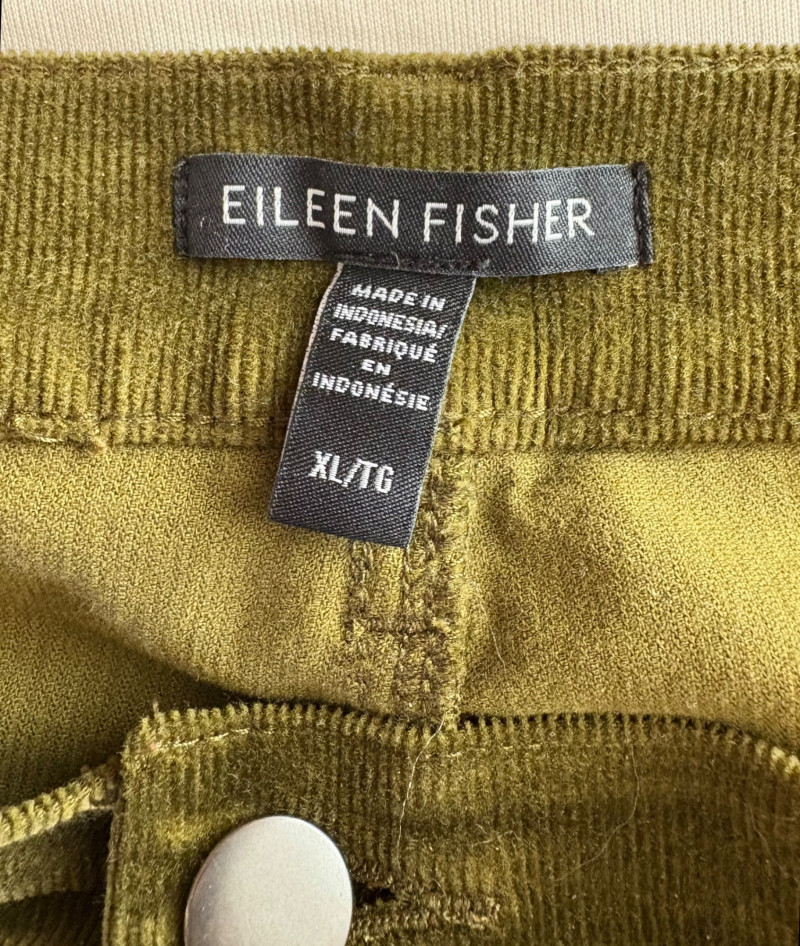 EILEEN FISHER
MADE IN
INDONESIA/
FABRIQUÉ
EN
INDONÉSIE
XL/TG